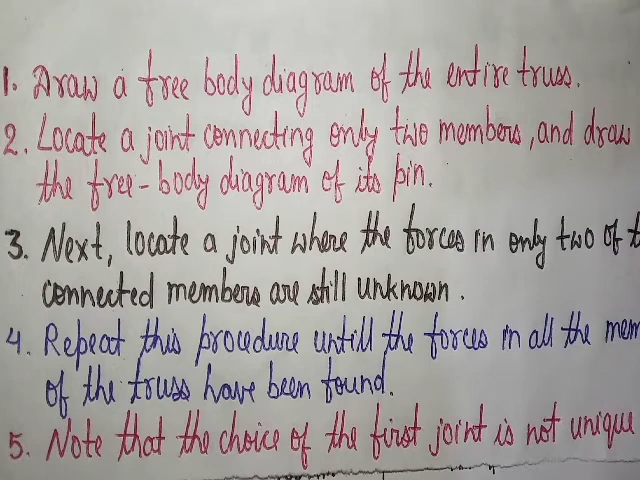 1. Draw a free body diagram of the entire truss.
2. Locate a joint connecting only two members, and draw
the free-body diagram of its pin.
3. Next, locate a joint where the forces in only two of
connected members are still unknown.
4. Repeat this procedure untill the forces in all the
of the truss have been found.
5. Note that the choice of the first joint is not unique